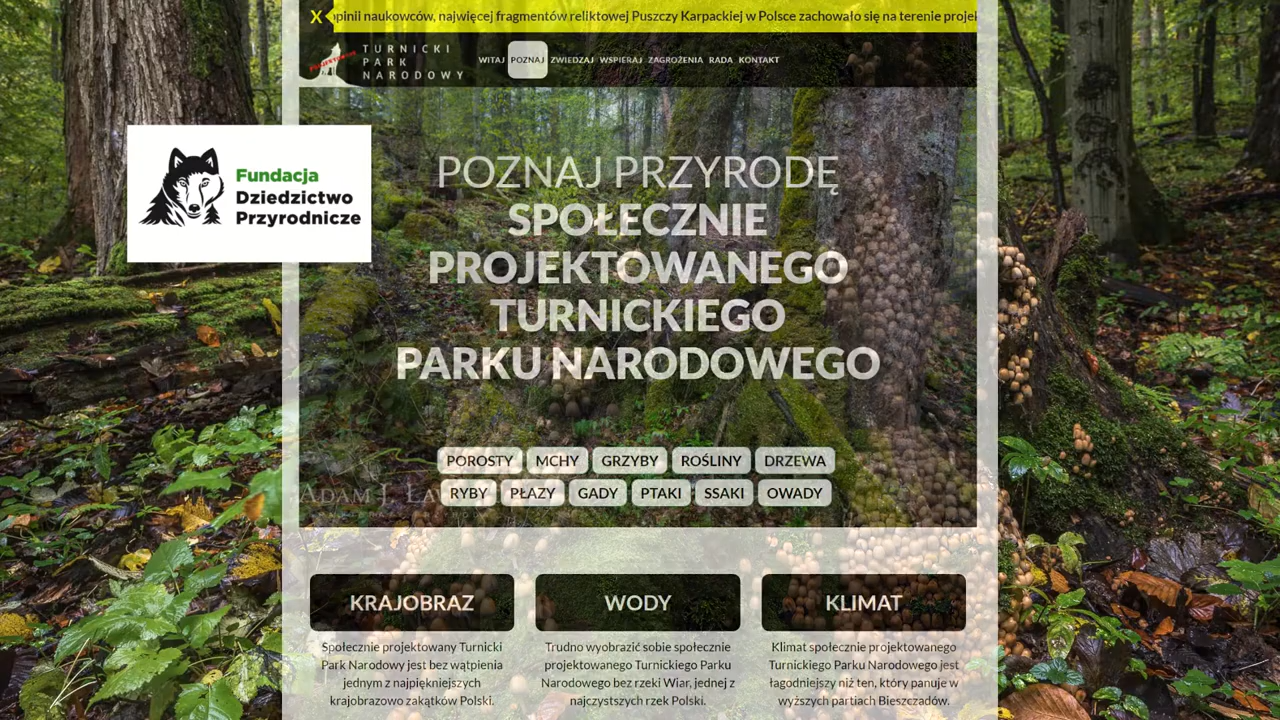 X
opinii naukowców, najwięcej fragmentów reliktowej Puszczy Karpackiej w Polsce zachowało się na terenie
TURNICKI
PARK
NARODOWY
WITAJ POZNAJ ZWIEDZAJ WSPIERAJ ZAGROŻENIA RADA KONTAKT
Fundacja
Dziedzictwo
Przyrodnicze
POZNAJ PRZYRODĘ
SPOŁECZNIE
PROJEKTOWANEGO
TURNICKIEGO
PARKU NARODOWEGO
POROSTY MCHY GRZYBY ROŚLINY DRZEWA
RYBY PŁAZY GADY PTAKI SSAKI OWADY
ADAM
KRAJOBRAZ
Społecznie projektowany Turnicki
Park Narodowy jest bez wątpienia
jednym z najpiękniejszych
krajobrazowo zakątków Polski.
WODY
Trudno wyobrazić sobie społecznie
projektowanego Turnickiego Parku
Narodowego bez rzeki Wiar, jednej z
najczystszych rzek Polski.
KLIMAT
Klimat społecznie projektowanego
Turnickiego Parku Narodowego jest
łagodniejszy niż ten, który panuje w
wyższych partiach Bieszczadów.